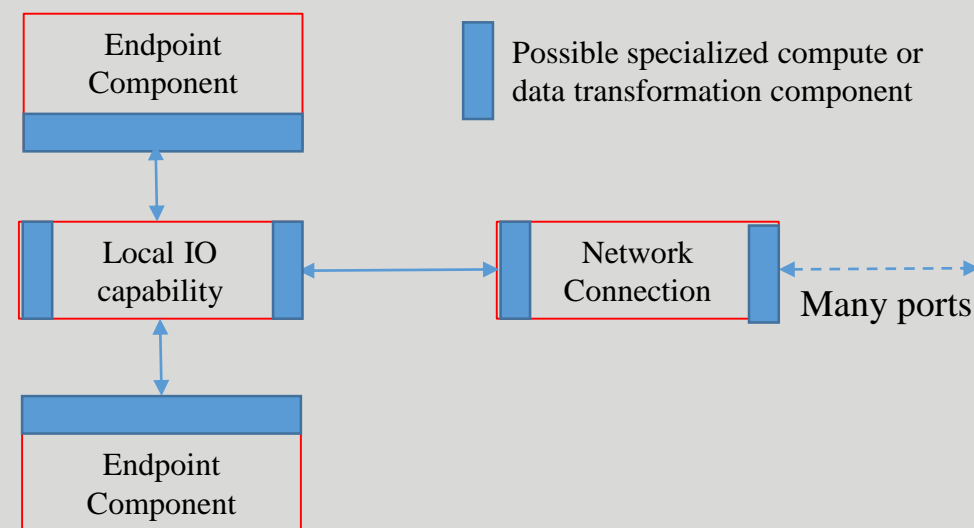 Endpoint
Component
Possible specialized compute or
data transformation component
Local IO
capability
Network
Connection
Many ports
Endpoint
Component